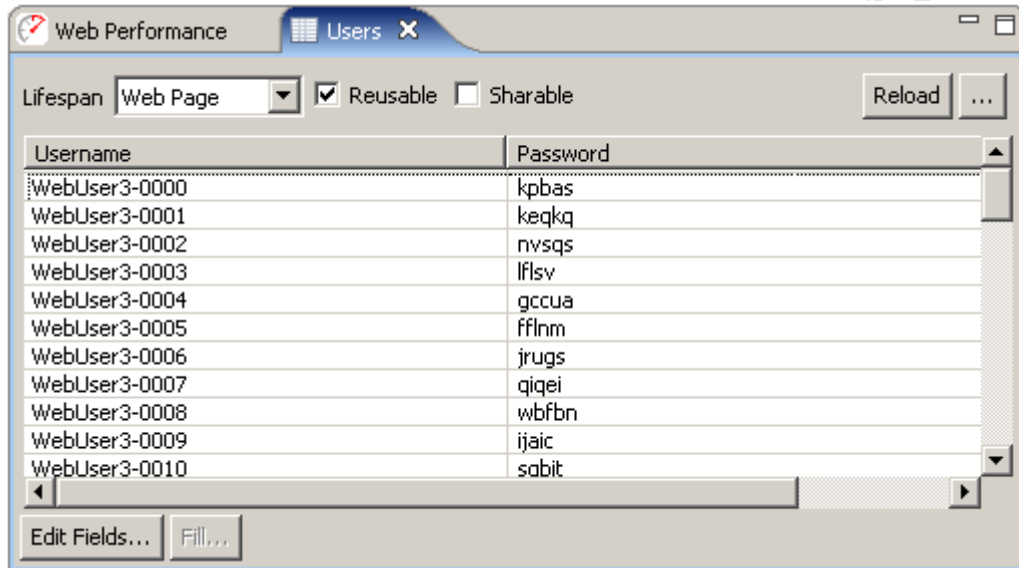 Web Performance Users
Lifespan Web Page Reusable Sharable Reload ...
Username Password
WebUser3-0000 kpbas
WebUser3-0001 keqkq
WebUser3-0002 nvsqs
WebUser3-0003 lflsv
WebUser3-0004 gccua
WebUser3-0005 fflnm
WebUser3-0006 jrugs
WebUser3-0007 qiqei
WebUser3-0008 wbfbn
WebUser3-0009 ijaic
WebUser3-0010 sgbit
Edit Fields... Fill...